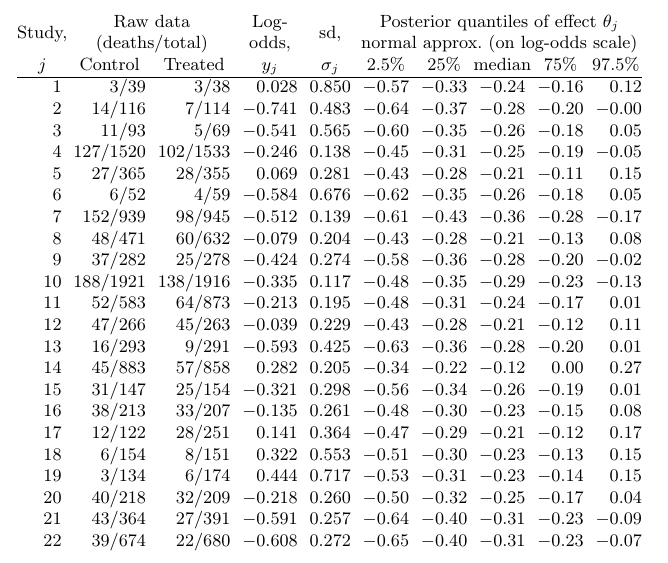 Raw data Log- Posterior quantiles of effect θj
Study, (deaths/total) odds, sd, normal approx. (on log-odds scale)
j Control Treated yj σj 2.5% 25% median 75% 97.5%
1 3/39 3/38 0.028 0.850 −0.57 −0.33 −0.24 −0.16 0.12
2 14/116 7/114 −0.741 0.483 −0.64 −0.37 −0.28 −0.20 −0.00
3 11/93 5/69 −0.541 0.565 −0.60 −0.35 −0.26 −0.18 0.05
4 127/1520 102/1533 −0.246 0.138 −0.45 −0.31 −0.25 −0.19 −0.05
5 27/365 28/355 0.069 0.281 −0.43 −0.28 −0.21 −0.11 0.15
6 6/52 4/59 −0.584 0.676 −0.62 −0.35 −0.26 −0.18 0.05
7 152/939 98/945 −0.512 0.139 −0.61 −0.43 −0.36 −0.28 −0.17
8 48/471 60/632 −0.079 0.204 −0.43 −0.28 −0.21 −0.13 0.08
9 37/282 25/278 −0.424 0.274 −0.58 −0.36 −0.28 −0.20 −0.02
10 188/1921 138/1916 −0.335 0.117 −0.48 −0.35 −0.29 −0.23 −0.13
11 52/583 64/873 −0.213 0.195 −0.48 −0.31 −0.24 −0.17 0.01
12 47/266 45/263 −0.039 0.229 −0.43 −0.28 −0.21 −0.12 0.11
13 16/293 9/291 −0.593 0.425 −0.63 −0.36 −0.28 −0.20 0.01
14 45/883 57/858 0.282 0.205 −0.34 −0.22 −0.12 0.00 0.27
15 31/147 25/154 −0.321 0.298 −0.56 −0.34 −0.26 −0.19 0.01
16 38/213 33/207 −0.135 0.261 −0.48 −0.30 −0.23 −0.15 0.08
17 12/122 28/251 0.141 0.364 −0.47 −0.29 −0.21 −0.12 0.17
18 6/154 8/151 0.322 0.553 −0.51 −0.30 −0.23 −0.13 0.15
19 3/134 6/174 0.444 0.717 −0.53 −0.31 −0.23 −0.14 0.15
20 40/218 32/209 −0.218 0.260 −0.50 −0.32 −0.25 −0.17 0.04
21 43/364 27/391 −0.591 0.257 −0.64 −0.40 −0.31 −0.23 −0.09
22 39/674 22/680 −0.608 0.272 −0.65 −0.40 −0.31 −0.23 −0.07